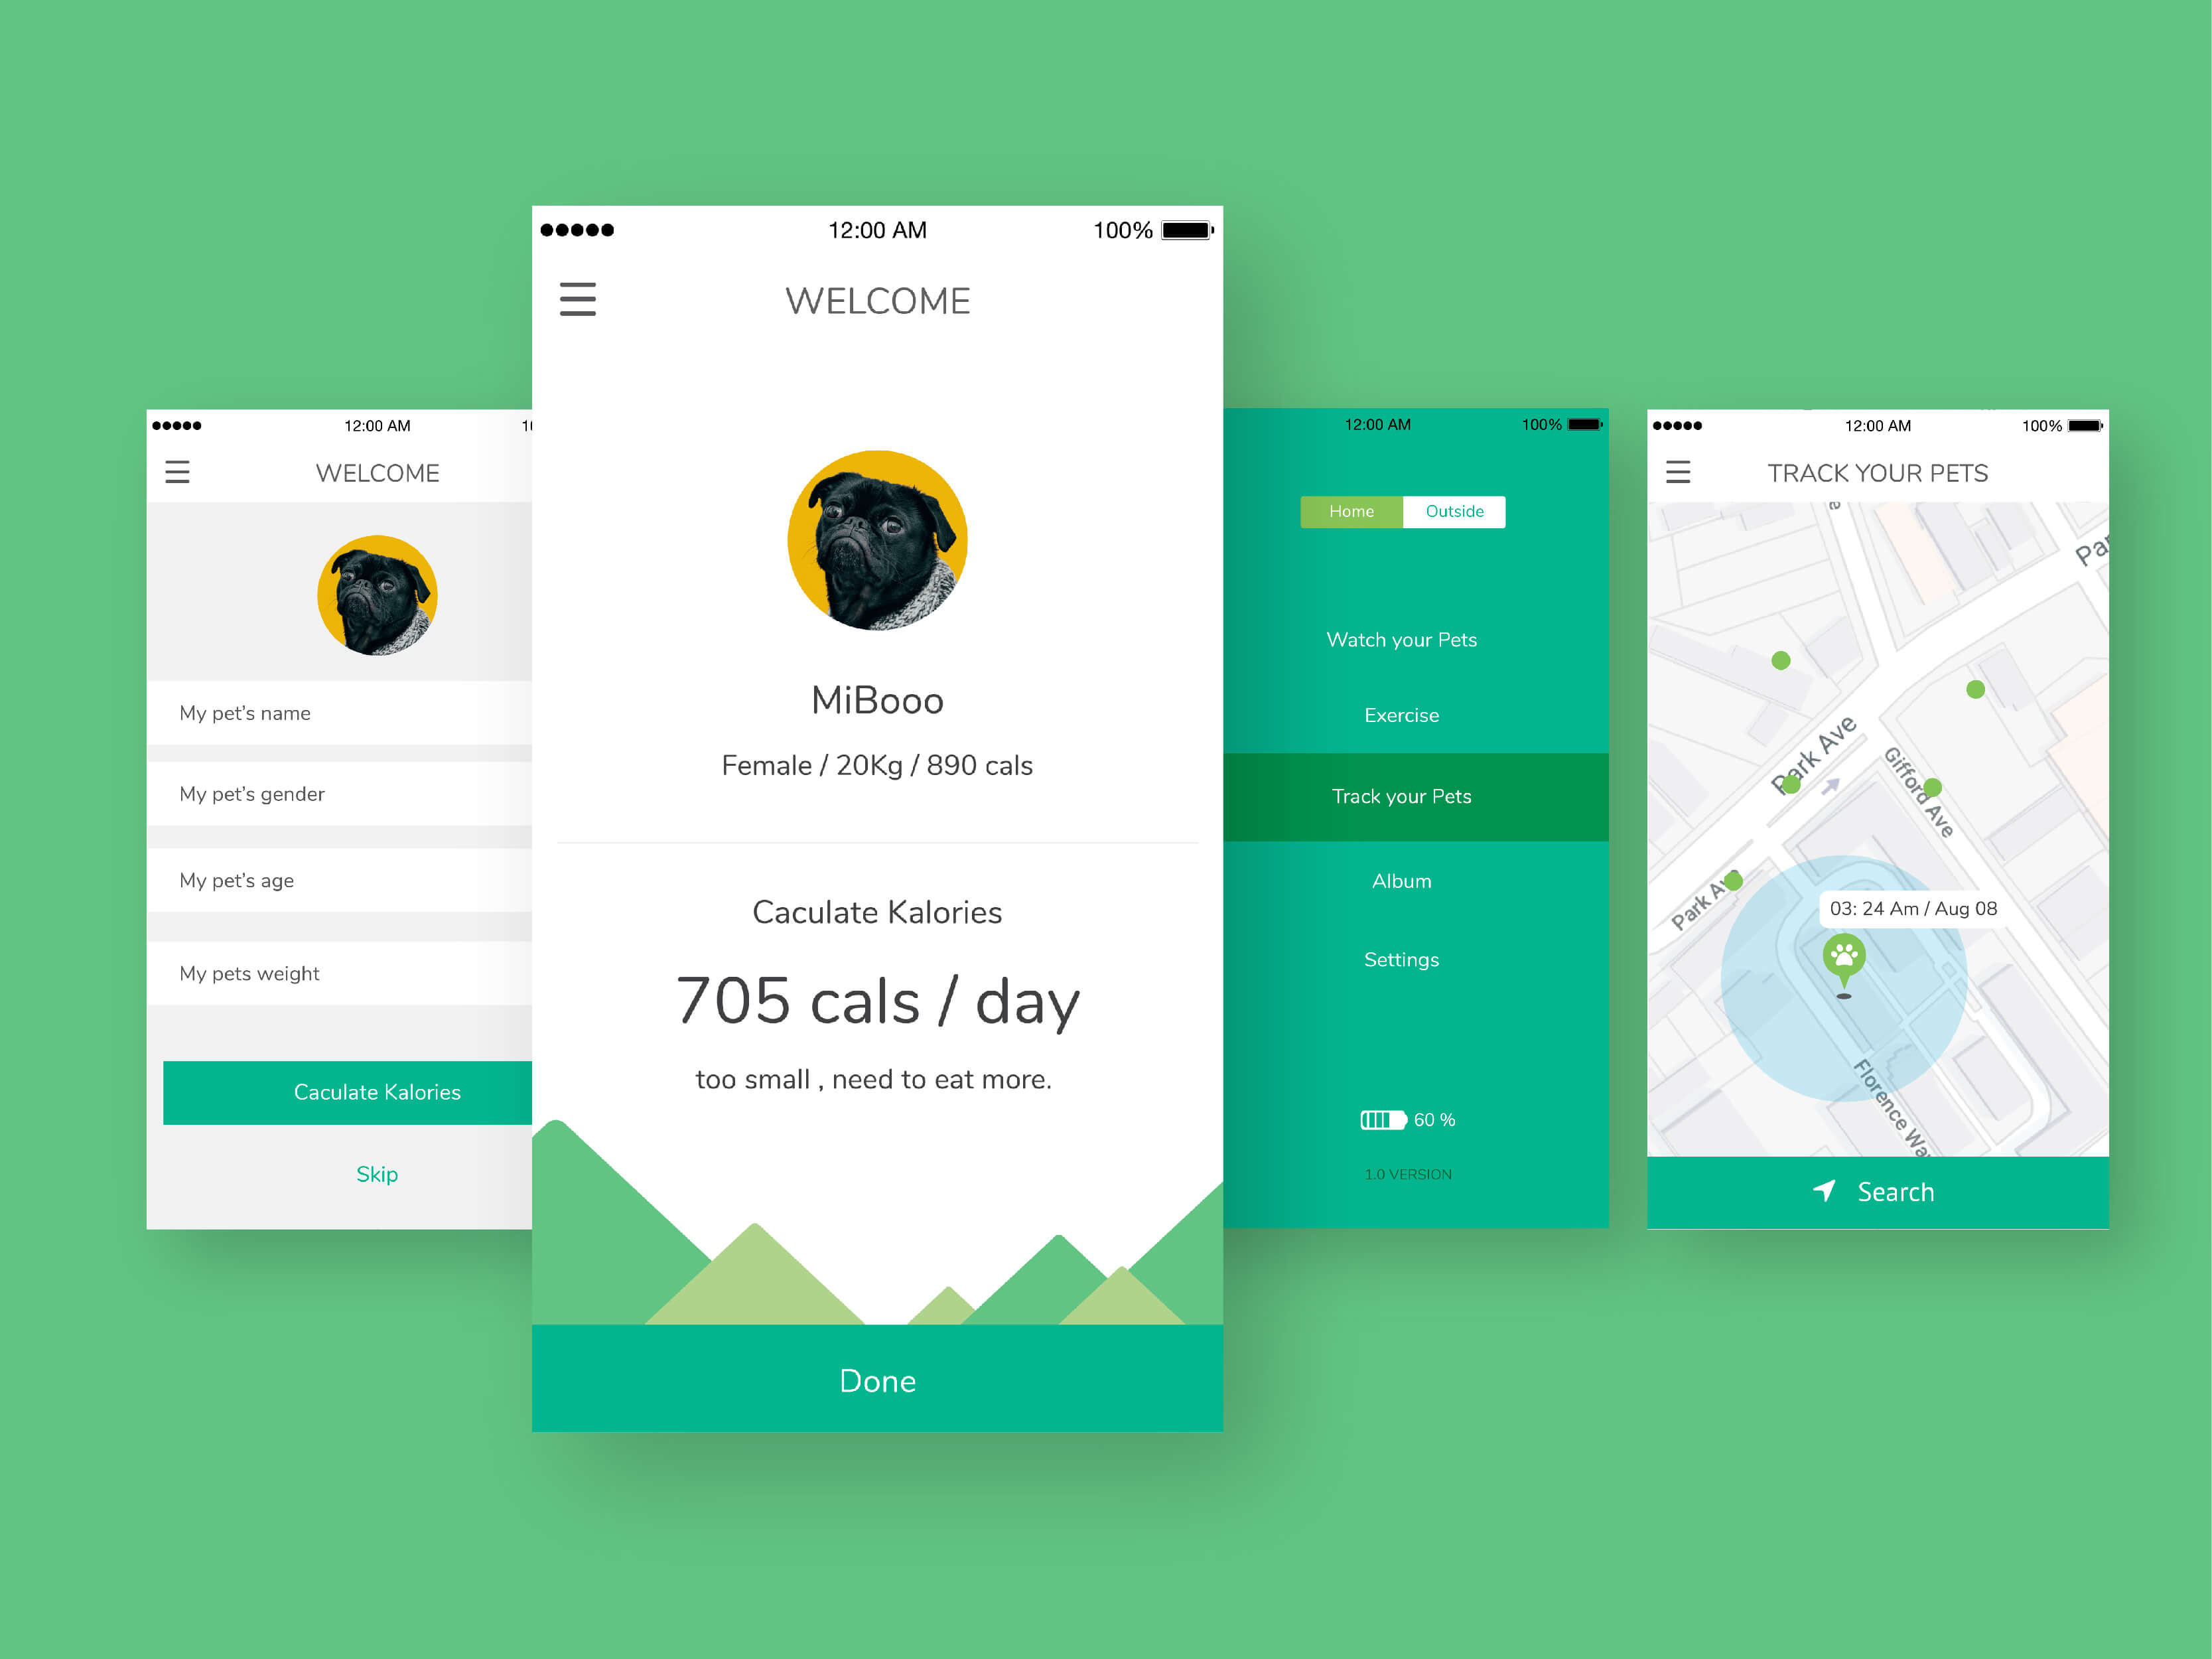 12:00 AM
WELCOME
My pet's name
My pet's gender
My pet's age
My pets weight
Caculate Kalories
Skip
12:00 AM 100%
WELCOME
MiBooo
Female / 20Kg / 890 cals
Caculate Kalories
705 cals / day
too small , need to eat more.
Done
12:00 AM 100%
Home Outside
Watch your Pets
Exercise
Track your Pets
Album
Settings
60 %
1.0 VERSION
12:00 AM 100%
TRACK YOUR PETS
Park Ave
Gifford Ave
Park Av
03: 24 Am / Aug 08
Florence Wa
Search